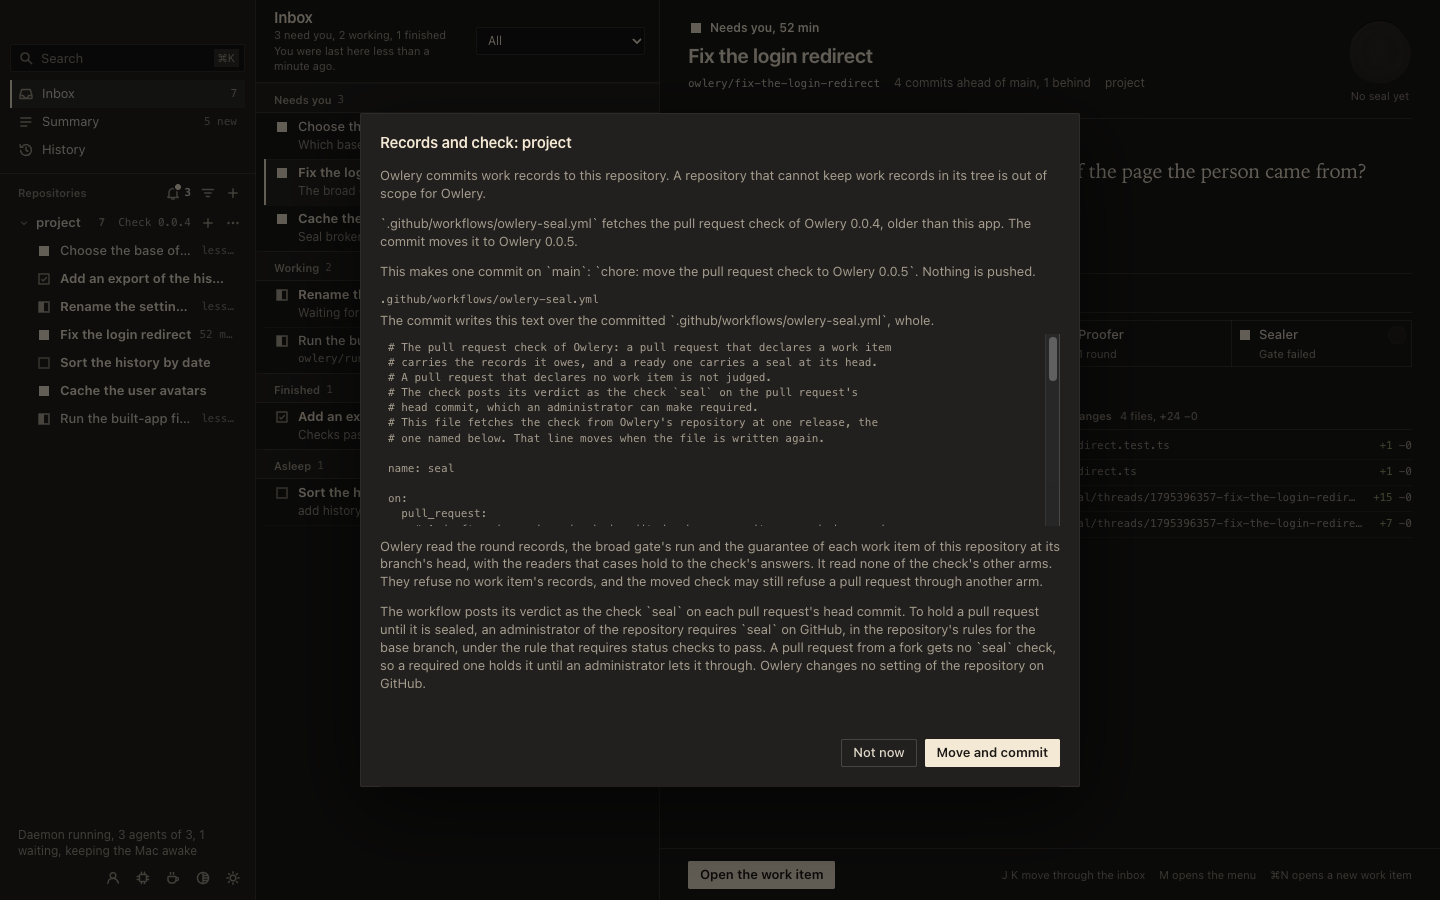 Search
⌘K
Inbox
7
Summary
5 new
History
Repositories
3
project
7
Check 0.0.4
Choose the base of...
less...
Add an export of the his...
Rename the settin...
less...
Fix the login redirect
52 m...
Sort the history by date
Cache the user avatars
Run the built-app fi...
less...
Daemon running, 3 agents of 3, 1
waiting, keeping the Mac awake
Inbox
3 need you, 2 working, 1 finished
You were last here less than a
minute ago.
All
Needs you 3
Choose th
Which base
Fix the log
The broad
Cache the
Seal broke
Working 2
Rename t
Waiting for
Run the bu
owlery/ru
Finished 1
Add an ex
Checks pa
Asleep 1
Sort the h
add history
Needs you, 52 min
Fix the login redirect
owlery/fix-the-login-redirect
4 commits ahead of main, 1 behind
project
No seal yet
f the page the person came from?
Proofer
round
Sealer
Gate failed
anges 4 files, +24 −0
direct.test.ts
+1 −0
direct.ts
+1 −0
al/threads/1795396357-fix-the-login-redir…
+15 −0
al/threads/1795396357-fix-the-login-redire…
+7 −0
Open the work item
J K move through the inbox
M opens the menu
⌘N opens a new work item
Records and check: project
Owlery commits work records to this repository. A repository that cannot keep work records in its tree is out of
scope for Owlery.
`.github/workflows/owlery-seal.yml` fetches the pull request check of Owlery 0.0.4, older than this app. The
commit moves it to Owlery 0.0.5.
This makes one commit on `main`: `chore: move the pull request check to Owlery 0.0.5`. Nothing is pushed.
.github/workflows/owlery-seal.yml
The commit writes this text over the committed `.github/workflows/owlery-seal.yml`, whole.
# The pull request check of Owlery: a pull request that declares a work item
# carries the records it owes, and a ready one carries a seal at its head.
# A pull request that declares no work item is not judged.
# The check posts its verdict as the check `seal` on the pull request's
# head commit, which an administrator can make required.
# This file fetches the check from Owlery's repository at one release, the
# one named below. That line moves when the file is written again.
name: seal
on:
pull_request:
Owlery read the round records, the broad gate's run and the guarantee of each work item of this repository at its
branch's head, with the readers that cases hold to the check's answers. It read none of the check's other arms.
They refuse no work item's records, and the moved check may still refuse a pull request through another arm.
The workflow posts its verdict as the check `seal` on each pull request's head commit. To hold a pull request
until it is sealed, an administrator of the repository requires `seal` on GitHub, in the repository's rules for the
base branch, under the rule that requires status checks to pass. A pull request from a fork gets no `seal` check,
so a required one holds it until an administrator lets it through. Owlery changes no setting of the repository on
GitHub.
Not now
Move and commit